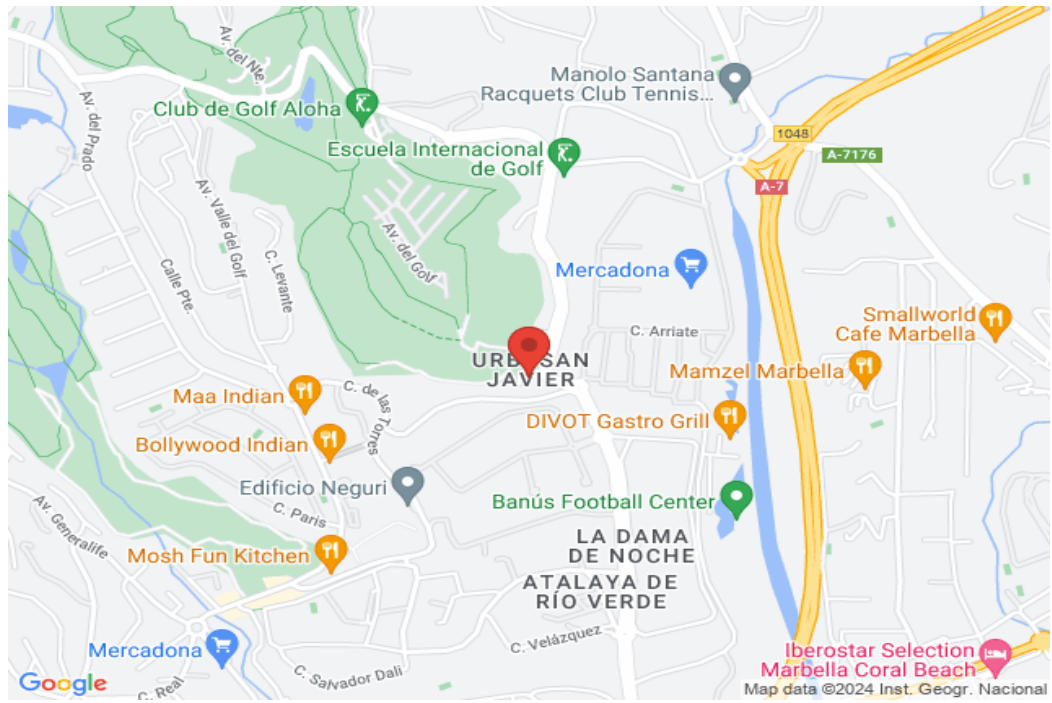 Av. del Nte.
Manolo Santana
Racquets Club Tennis...
Club de Golf Aloha
Av. del Prado
1048
Escuela Internacional
de Golf
A-7176
A-7
Av. Valle del Golf
Av. del Golf
C. Levante
Calle Pte.
Mercadona
Smallworld
Cafe Marbella
C. Arriate
URB. SAN
JAVIER
Mamzel Marbella
Maa Indian
C. de las Torres
DIVOT Gastro Grill
Bollywood Indian
Edificio Neguri
Banús Football Center
Av. Generalife
C. Paris
LA DAMA
DE NOCHE
Mosh Fun Kitchen
ATALAYA DE
RÍO VERDE
C. Velázquez
Mercadona
Iberostar Selection
Marbella Coral Beach
C. Salvador Dali
C. Real
Google
Map data ©2024 Inst. Geogr. Nacional